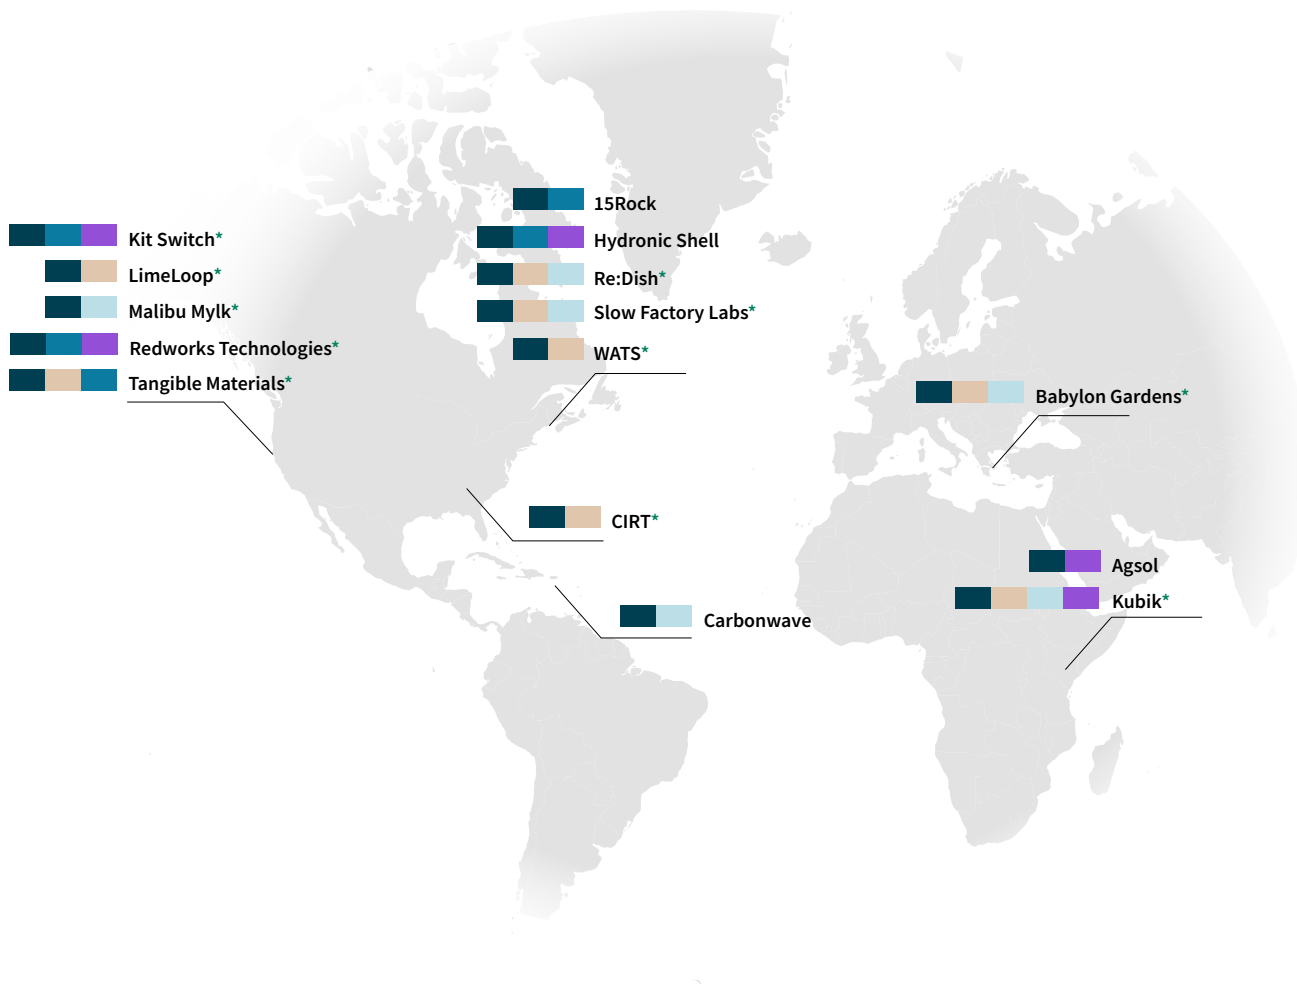 Kit Switch*
LimeLoop*
Malibu Mylk*
Redworks Technologies*
Tangible Materials*
15Rock
Hydronic Shell
Re:Dish*
Slow Factory Labs*
WATS*
Babylon Gardens*
CIRT*
Agsol
Kubik*
Carbonwave